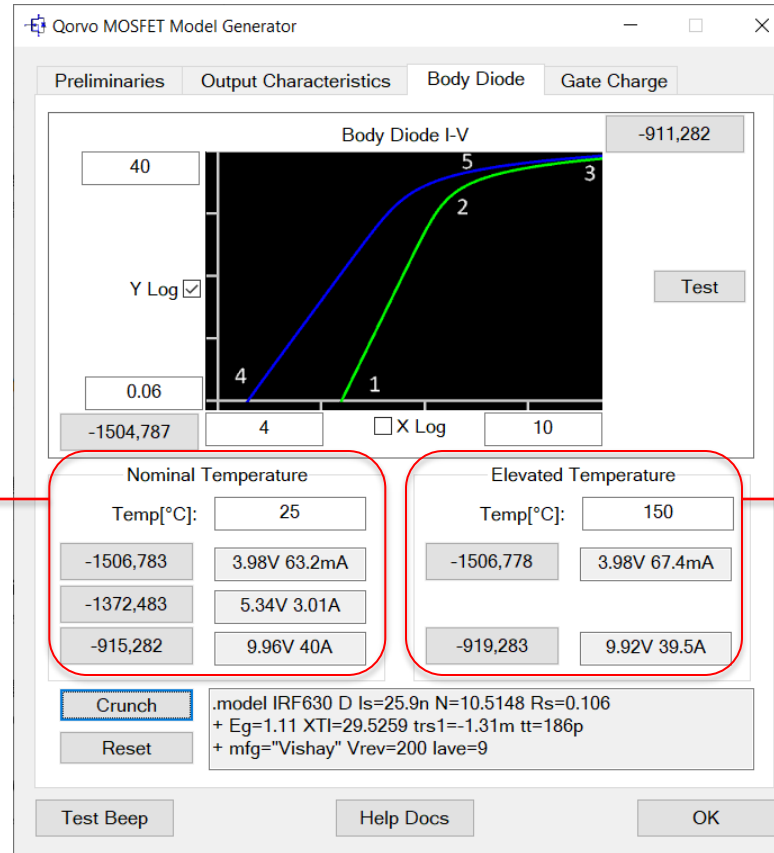 Qorvo MOSFET Model Generator
Preliminaries Output Characteristics Body Diode Gate Charge
Body Diode I-V -911,282
40
5
3
2
Y Log Test
4
1
0.06
-1504,787 4 X Log 10
Nominal Temperature Elevated Temperature
Temp[°C]: 25 Temp[°C]: 150
-1506,783 3.98V 63.2mA -1506,778 3.98V 67.4mA
-1372,483 5.34V 3.01A
-915,282 9.96V 40A -919,283 9.92V 39.5A
Crunch .model IRF630 D Is=25.9n N=10.5148 Rs=0.106
+ Eg=1.11 XTI=29.5259 trs1=-1.31m tt=186p
Reset + mfg="Vishay" Vrev=200 Iave=9
Test Beep Help Docs OK